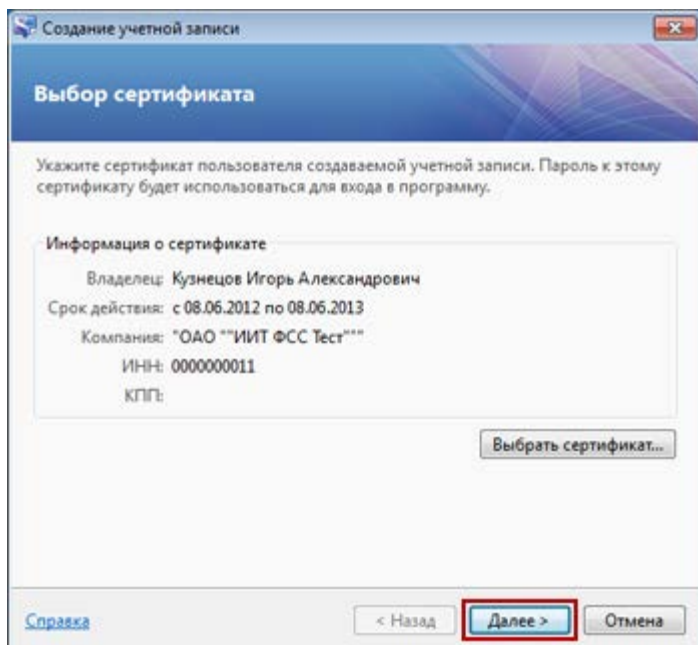 Создание учетной записи
Выбор сертификата
Укажите сертификат пользователя создаваемой учетной записи. Пароль к этому
сертификату будет использоваться для входа в программу.
Информация о сертификате
Владелец: Кузнецов Игорь Александрович
Срок действия: с 08.06.2012 по 08.06.2013
Компания: "ОАО ""ИИТ ФСС Тест"""
ИНН: 0000000011
КПП:
Выбрать сертификат...
Справка < Назад Далее > Отмена